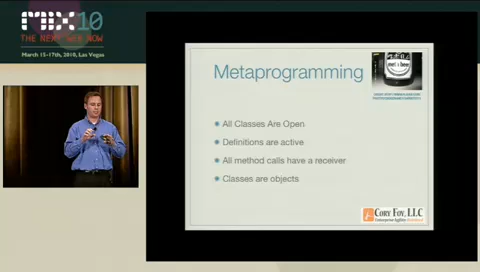 MIX10
THE NEXT WEB NOW
March 15-17th, 2010, Las Vegas
Metaprogramming
All Classes Are Open
Definitions are active
All method calls have a receiver
Classes are objects
CORY FOY, LLC